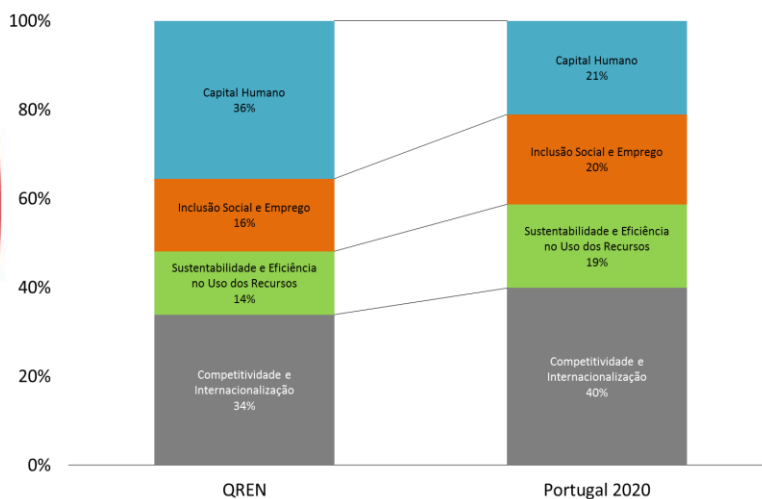 100%
80%
60%
40%
20%
0%
Capital Humano
36%
Inclusão Social e Emprego
16%
Sustentabilidade e Eficiência
no Uso dos Recursos
14%
Competitividade e
Internacionalização
34%
Capital Humano
21%
Inclusão Social e Emprego
20%
Sustentabilidade e Eficiência
no Uso dos Recursos
19%
Competitividade e
Internacionalização
40%
QREN
Portugal 2020